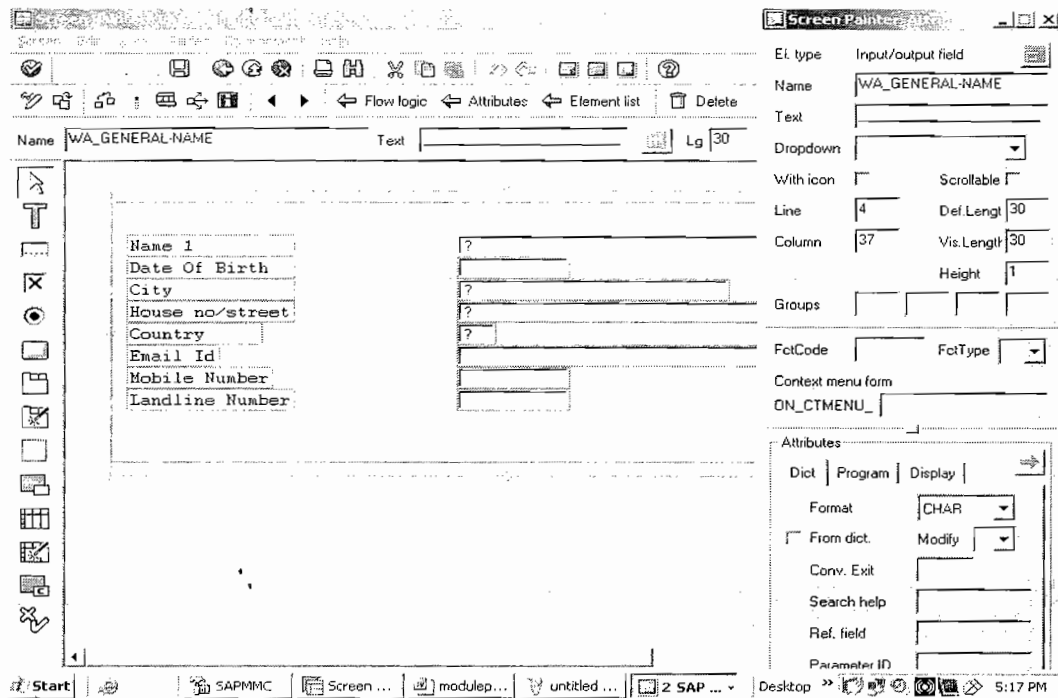 Screen Painter
Flow logic Attributes Element list Delete
Name WA_GENERAL-NAME Text Lg 30
Name 1 ?
Date Of Birth
City ?
House no/street ?
Country ?
Email Id
Mobile Number
Landline Number
El. type Input/output field
Name WA_GENERAL-NAME
Text
Dropdown
With icon Scrollable
Line 4 Def.Lengt 30
Column 37 Vis.Length 30
Height 1
Groups
FctCode FctType
Context menu form
ON_CTMENU_
Attributes
Dict Program Display
Format CHAR
From dict. Modify
Conv. Exit
Search help
Ref. field
Parameter ID
Start SAPMMC Screen ... modulep... untitled ... 2 SAP ... Desktop » 5:17 PM